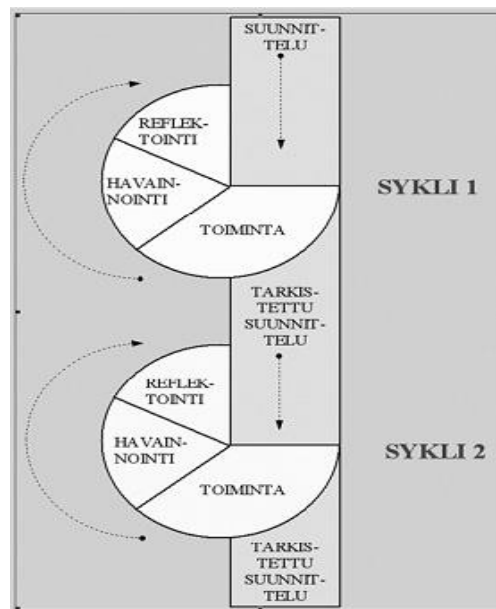 SUUNNIT-
TELU
REFLEK-
TOINTI
HAVAIN-
NOINTI
TOIMINTA
SYKLI 1
TARKIS-
TETTU
SUUNNIT-
TELU
REFLEK-
TOINTI
HAVAIN-
NOINTI
TOIMINTA
SYKLI 2
TARKIS-
TETTU
SUUNNIT-
TELU